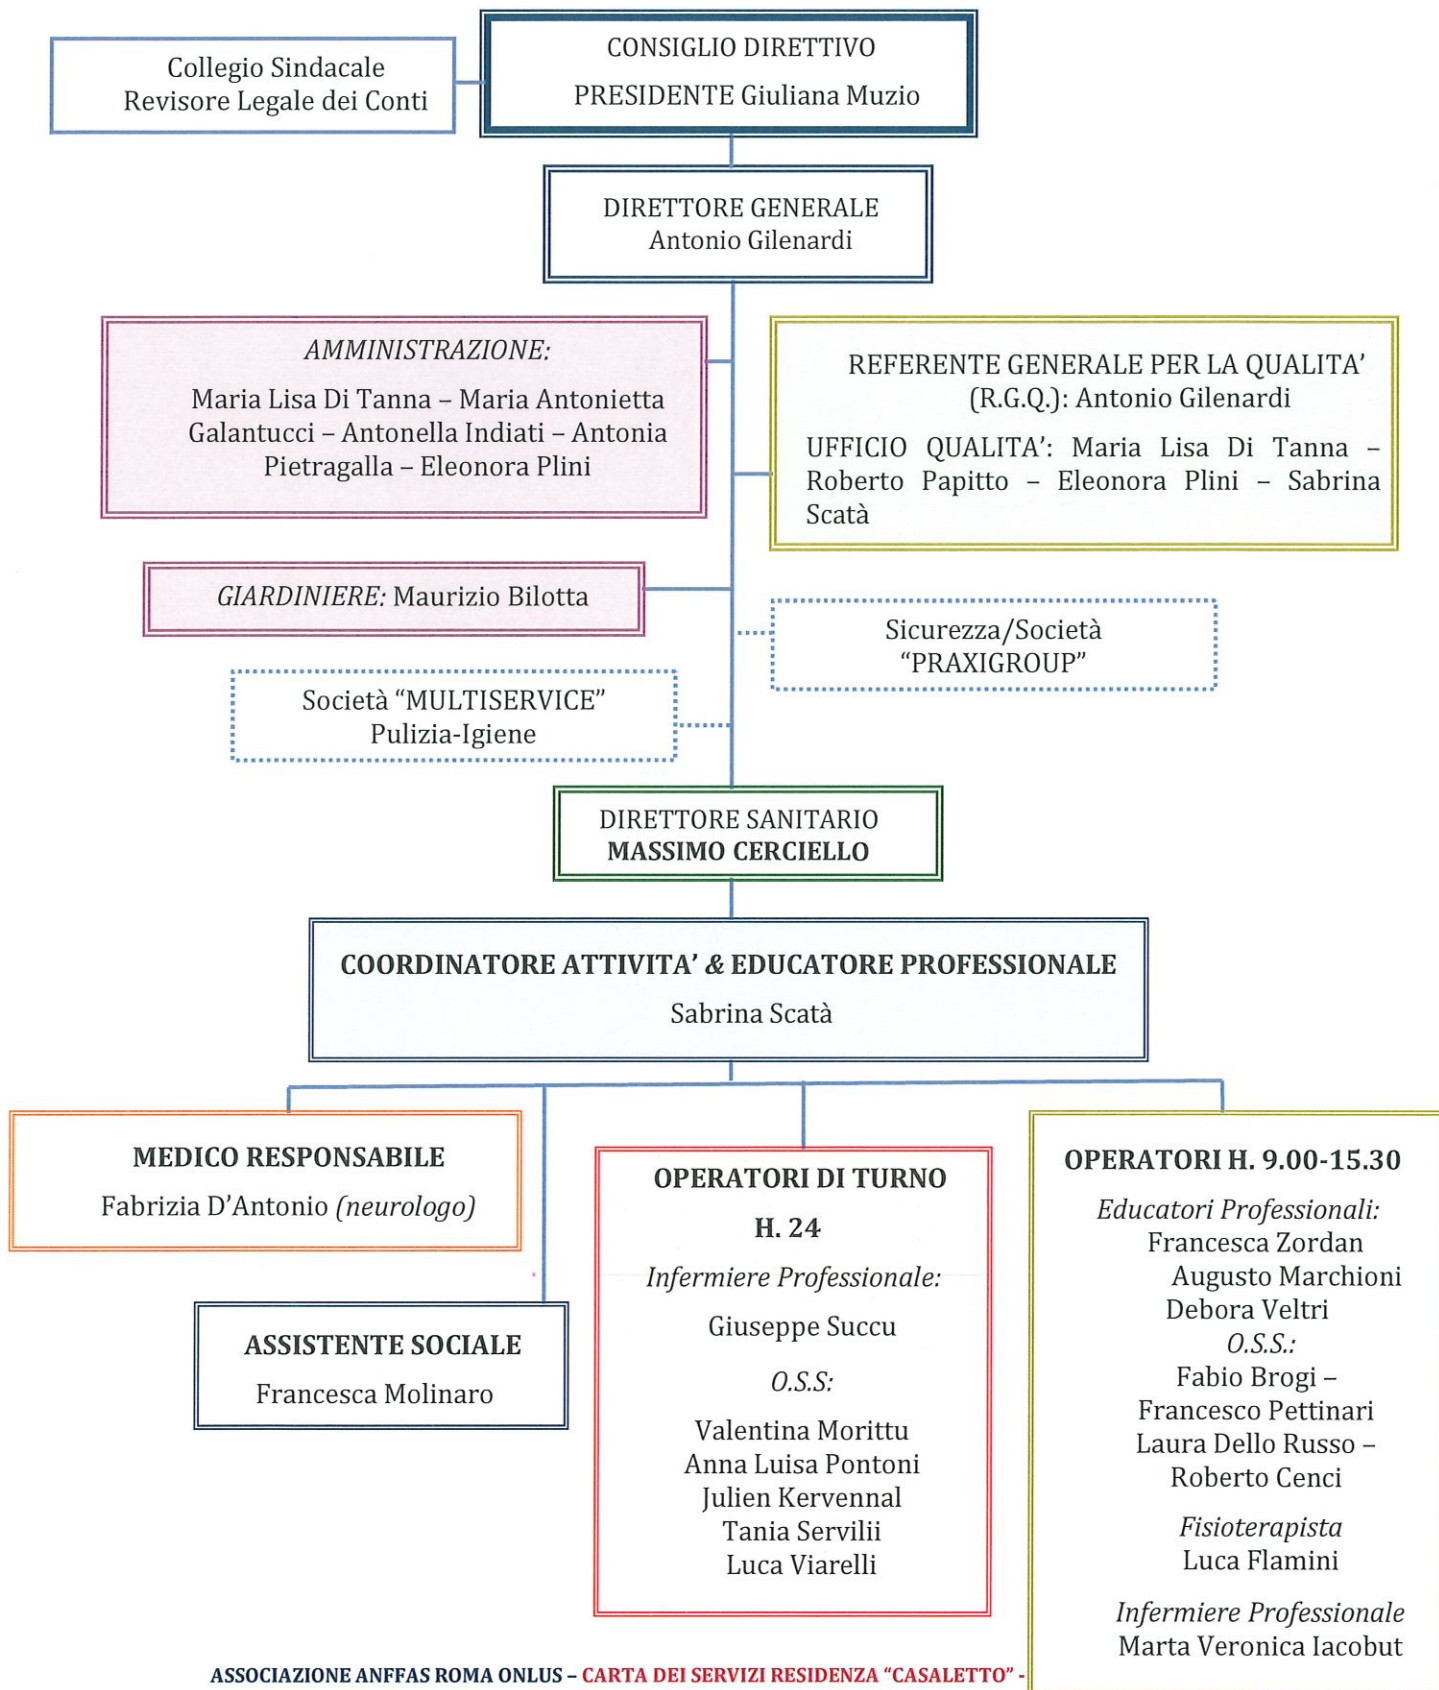 Collegio Sindacale
Revisore Legale dei Conti
CONSIGLIO DIRETTIVO
PRESIDENTE Giuliana Muzio
DIRETTORE GENERALE
Antonio Gilenardi
AMMINISTRAZIONE:
Maria Lisa Di Tanna – Maria Antonietta
Galantucci – Antonella Indiati – Antonia
Pietragalla – Eleonora Plini
REFERENTE GENERALE PER LA QUALITA’
(R.G.Q.): Antonio Gilenardi
UFFICIO QUALITA’: Maria Lisa Di Tanna –
Roberto Papitto – Eleonora Plini – Sabrina
Scatà
GIARDINIERE: Maurizio Bilotta
Sicurezza/Società
“PRAXIGROUP”
Società “MULTISERVICE”
Pulizia-Igiene
DIRETTORE SANITARIO
MASSIMO CERCIELLO
COORDINATORE ATTIVITA’ & EDUCATORE PROFESSIONALE
Sabrina Scatà
MEDICO RESPONSABILE
Fabrizia D’Antonio (neurologo)
ASSISTENTE SOCIALE
Francesca Molinaro
OPERATORI DI TURNO
H. 24
Infermiere Professionale:
Giuseppe Succu
O.S.S:
Valentina Morittu
Anna Luisa Pontoni
Julien Kervennal
Tania Servilii
Luca Viarelli
OPERATORI H. 9.00-15.30
Educatori Professionali:
Francesca Zordan
Augusto Marchioni
Debora Veltri
O.S.S.:
Fabio Brogi –
Francesco Pettinari
Laura Dello Russo –
Roberto Cenci
Fisioterapista
Luca Flamini
Infermiere Professionale
Marta Veronica Iacobut
ASSOCIAZIONE ANFFAS ROMA ONLUS – CARTA DEI SERVIZI RESIDENZA “CASALETTO” -